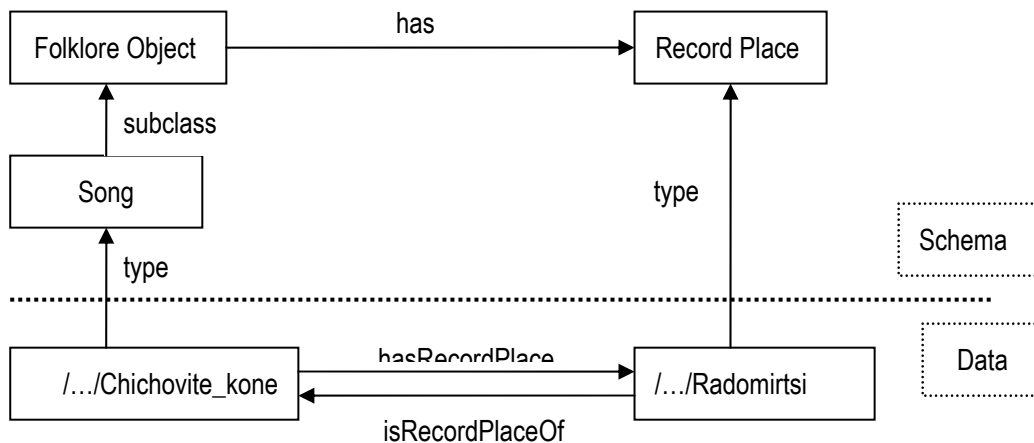 has
Folklore Object
Record Place
subclass
Song
type
Schema
type
Data
hasRecordPlace
/…/Chichovite_kone
/…/Radomirtsi
isRecordPlaceOf